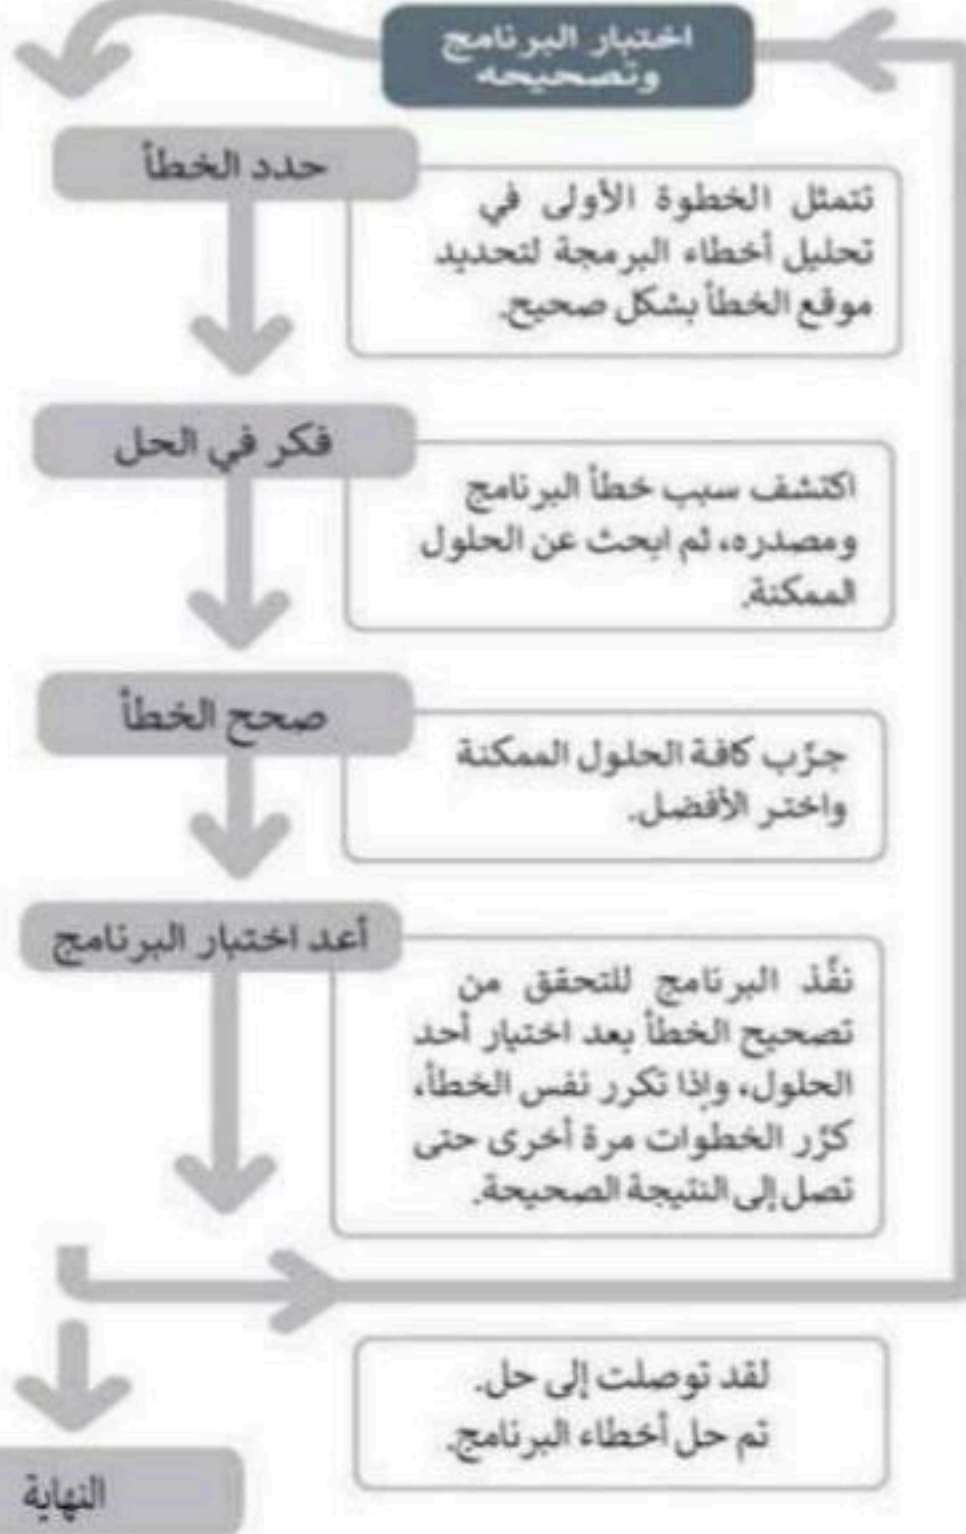 اختبار البرنامج
وتصحيحه
حدد الخطأ
تتمثل الخطوة الأولى في
تحليل أخطاء البرمجة لتحديد
موقع الخطأ بشكل صحيح.
فكر في الحل
اكتشف سبب خطأ البرنامج
ومصدره، ثم ابحث عن الحلول
الممكنة.
صحح الخطأ
جرّب كافة الحلول الممكنة
واختر الأفضل.
أعد اختبار البرنامج
نفّذ البرنامج للتحقق من
تصحيح الخطأ بعد اختيار أحد
الحلول، وإذا تكرر نفس الخطأ،
كرّر الخطوات مرة أخرى حتى
تصل إلى النتيجة الصحيحة.
لقد توصلت إلى حل.
تم حل أخطاء البرنامج.
النهاية